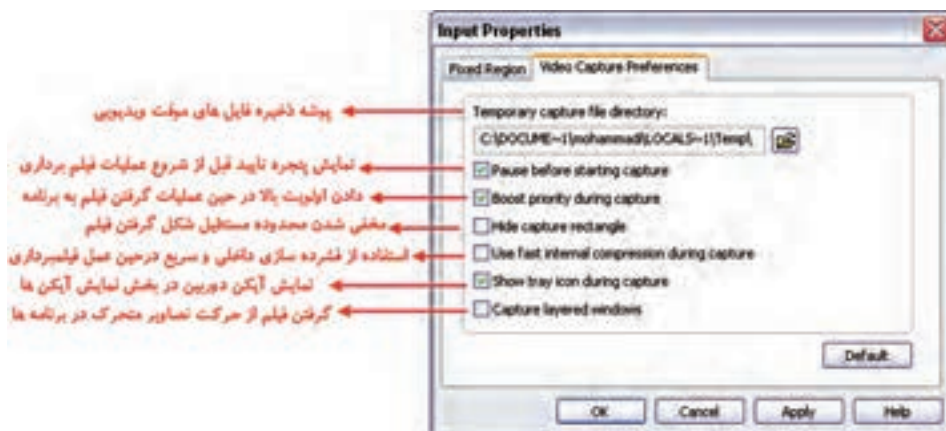 Input Properties
Fixed Region
Video Capture Preferences
پوشه ذخیره فایل های موقت ویدیویی
Temporary capture file directory:
C:\DOCUME~1\mohammadi\LOCALS~1\Temp\
نمایش پنجره تایید قبل از شروع عملیات فیلم برداری
Pause before starting capture
دادن اولویت بالا در حین عملیات گرفتن فیلم به برنامه
Boost priority during capture
مخفی شدن محدوده مستطیل شکل گرفتن فیلم
Hide capture rectangle
استفاده از فشرده سازی داخلی و سریع درحین عمل فیلمبرداری
Use fast internal compression during capture
نمایش آیکن دوربین در بخش نمایش آیکن ها
Show tray icon during capture
گرفتن فیلم از حرکت تصاویر متحرک در برنامه ها
Capture layered windows
Default
OK
Cancel
Apply
Help